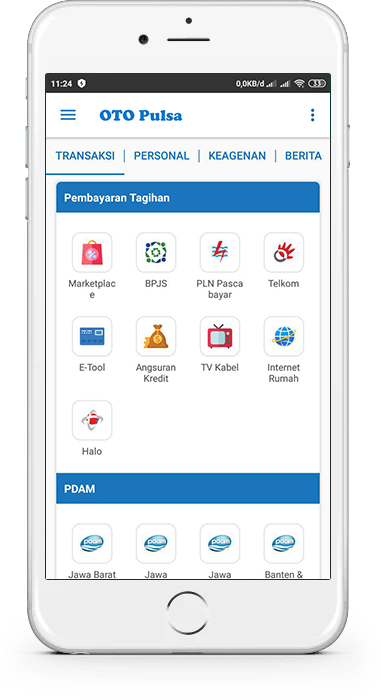 11:24 0,0KB/d 33
OTO Pulsa
TRANSAKSI | PERSONAL | KEAGENAN | BERITA
Pembayaran Tagihan
Marketplac
e
BPJS
PLN Pasca
bayar
Telkom
E-Tool
Angsuran
Kredit
TV Kabel
Internet
Rumah
Halo
PDAM
pdam pdam pdam pdam
Jawa Barat
Jawa
Jawa
Banten &